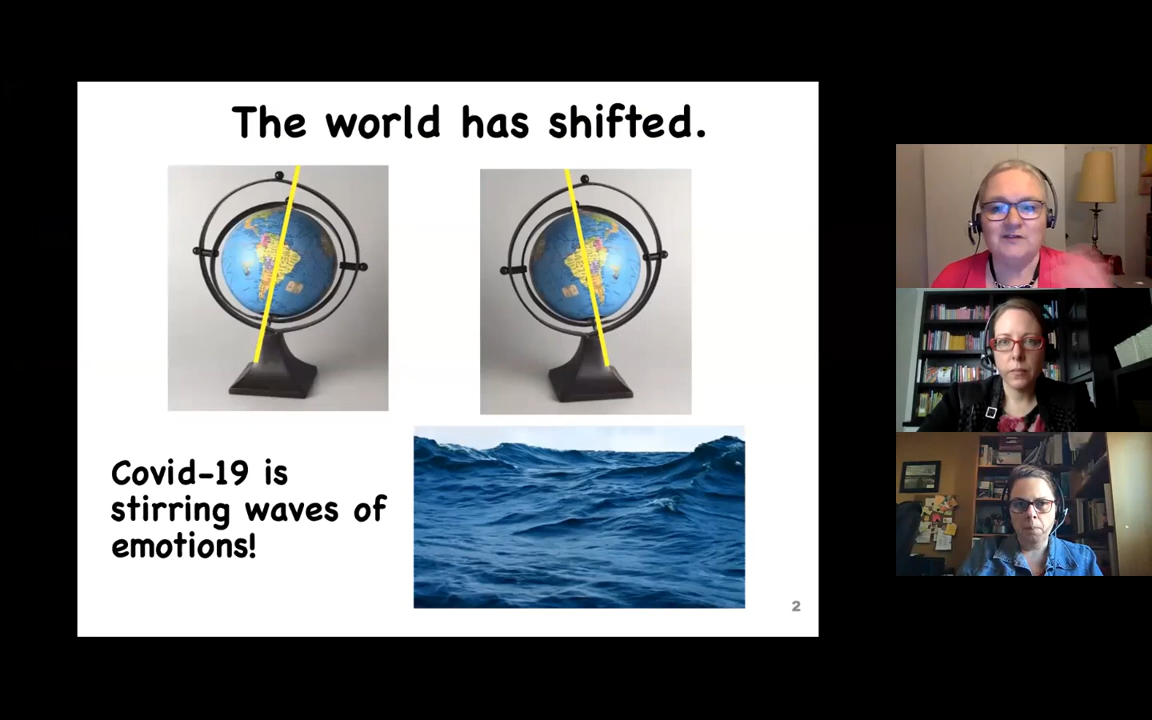 The world has shifted.
Covid-19 is
stirring waves of
emotions!
2